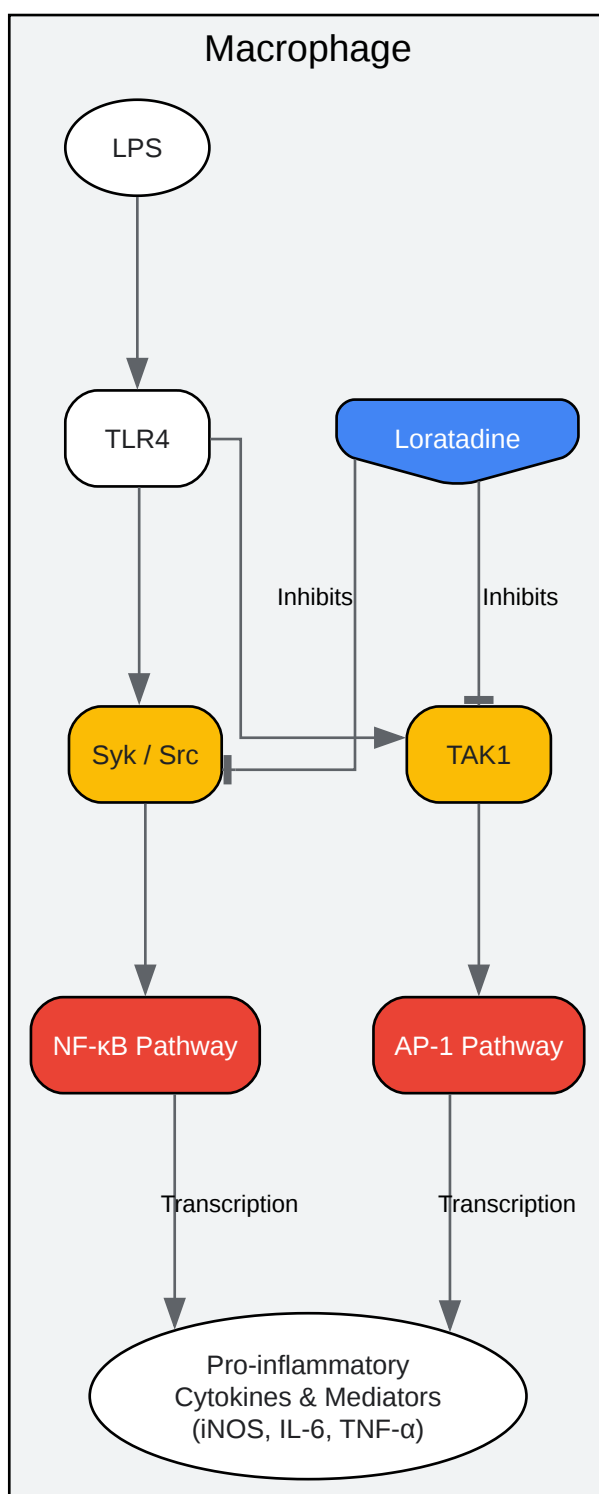 Macrophage
LPS
TLR4
Loratadine
Inhibits
Inhibits
Syk / Src
TAK1
NF-κB Pathway
AP-1 Pathway
Transcription
Transcription
Pro-inflammatory
Cytokines & Mediators
(iNOS, IL-6, TNF-α)